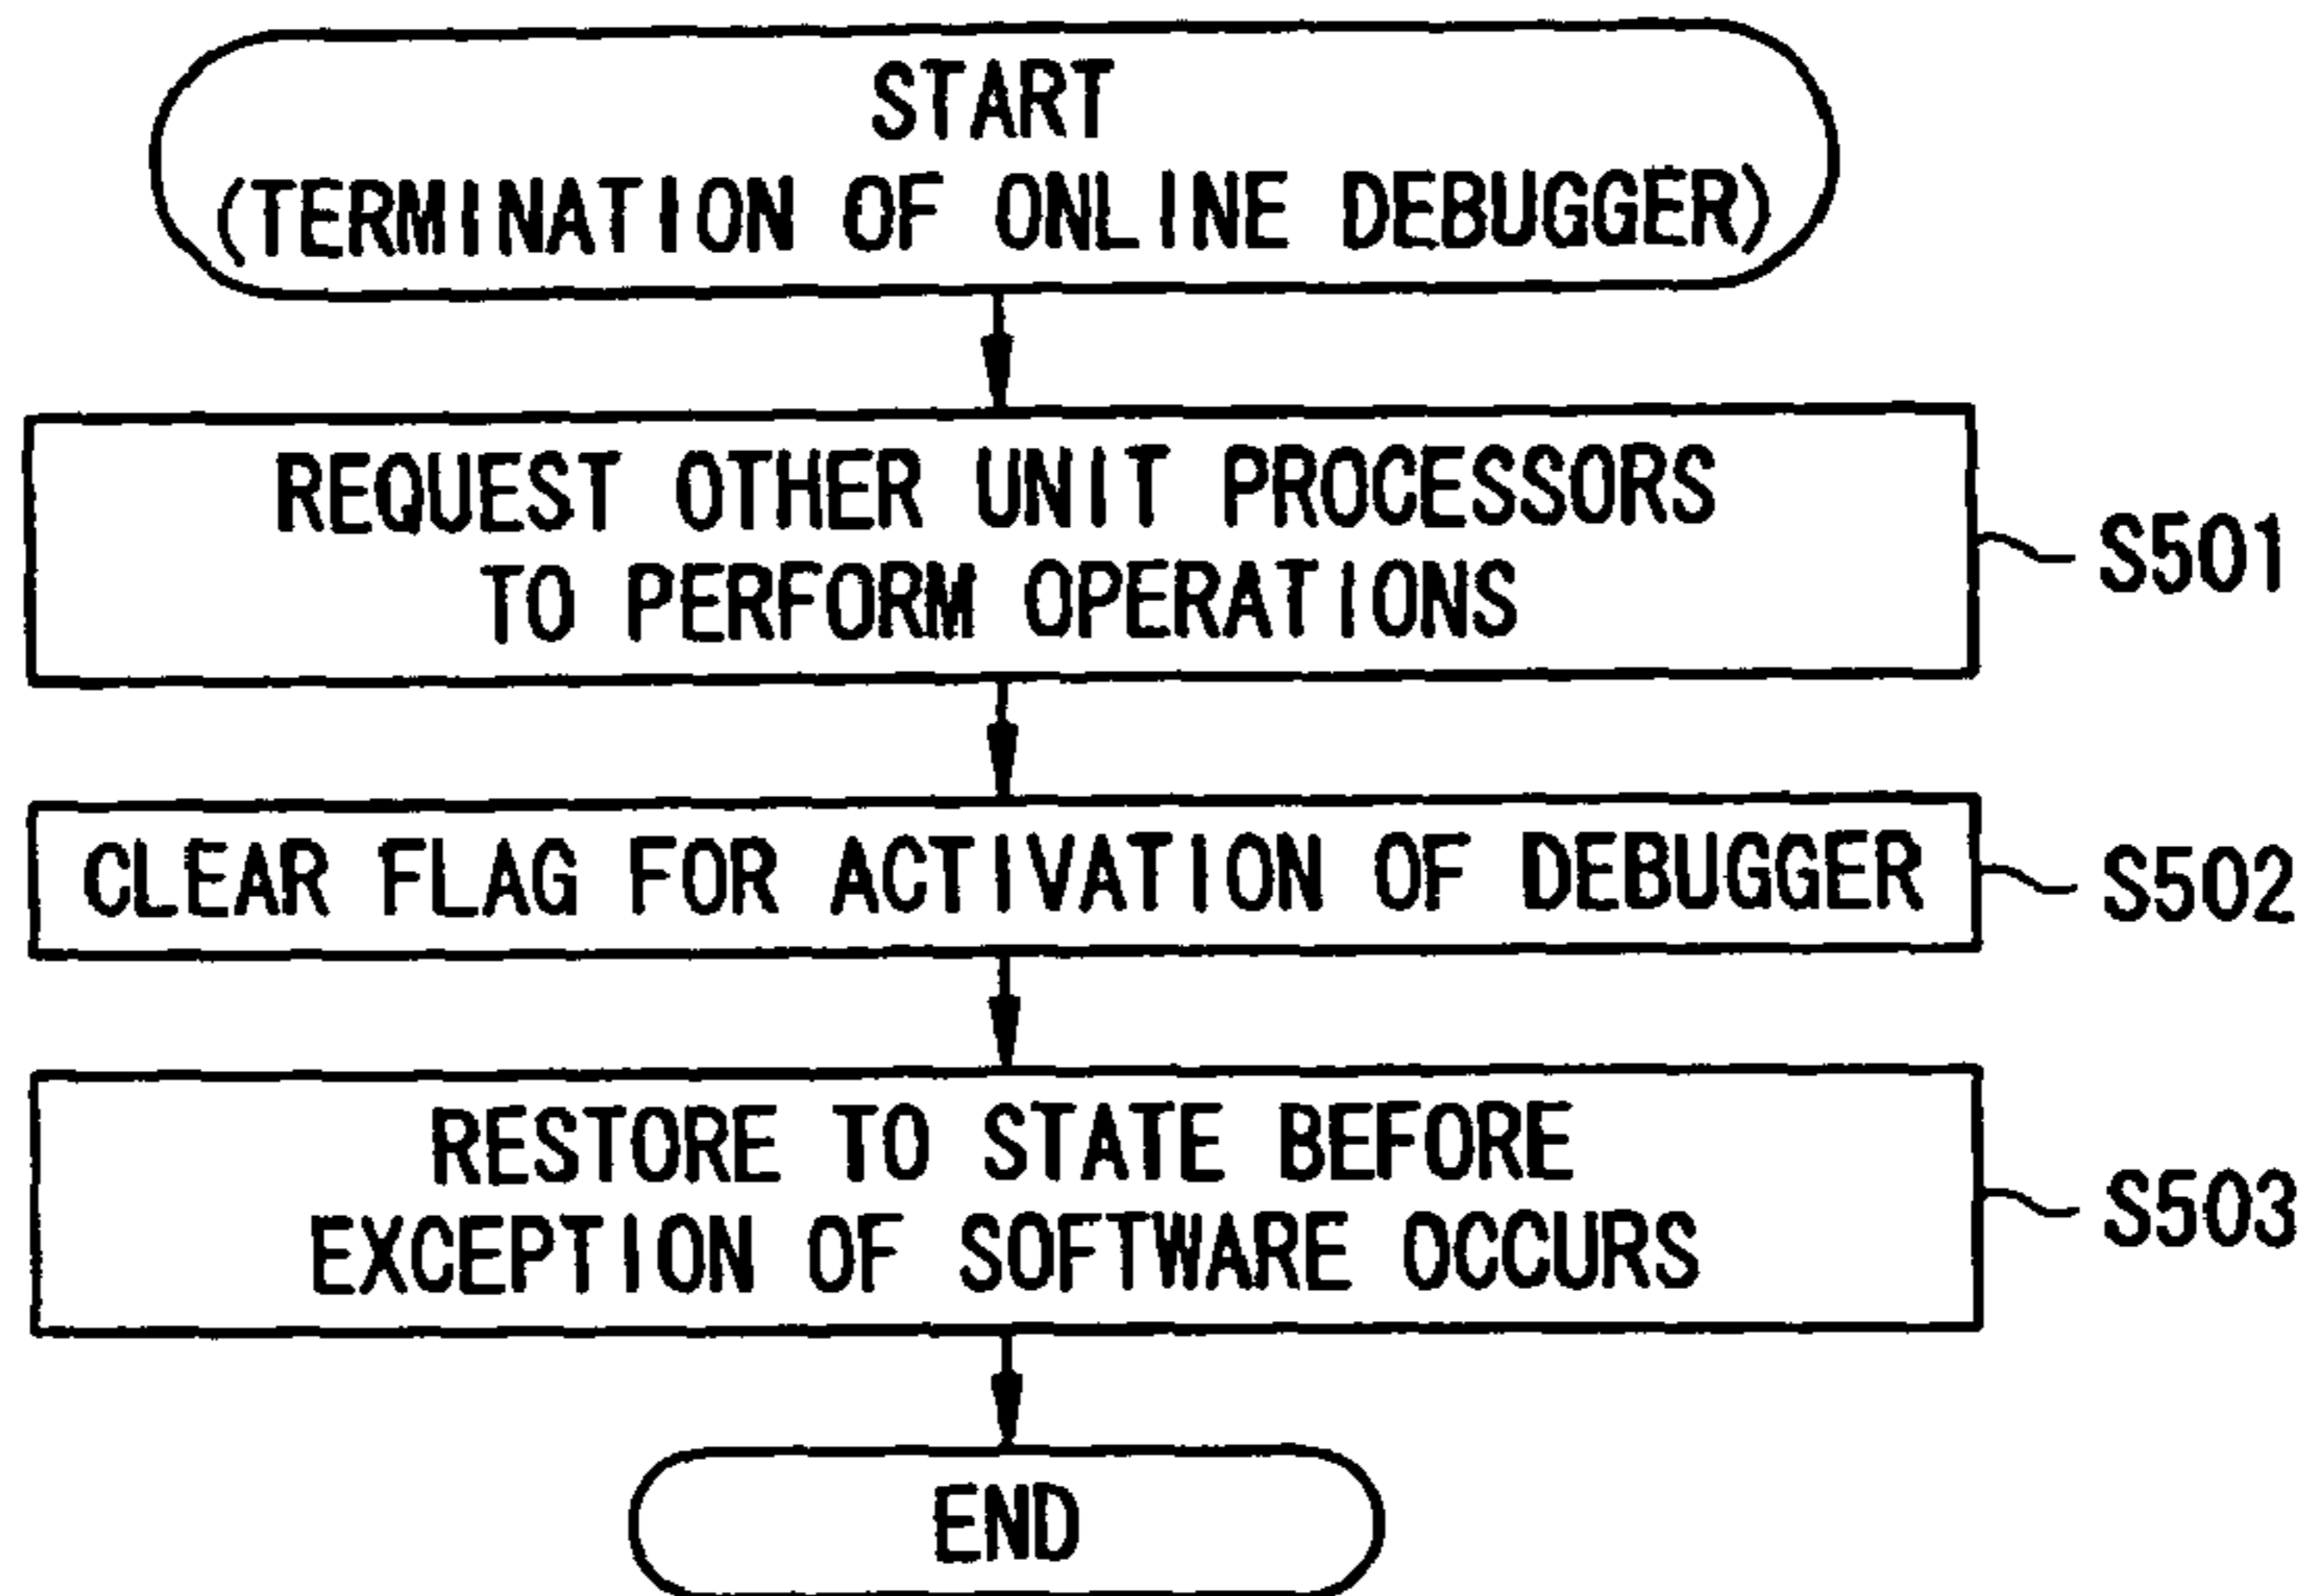 START
(TERMINATION OF ONLINE DEBUGGER)
REQUEST OTHER UNIT PROCESSORS
TO PERFORM OPERATIONS
S501
CLEAR FLAG FOR ACTIVATION OF DEBUGGER
S502
RESTORE TO STATE BEFORE
EXCEPTION OF SOFTWARE OCCURS
S503
END